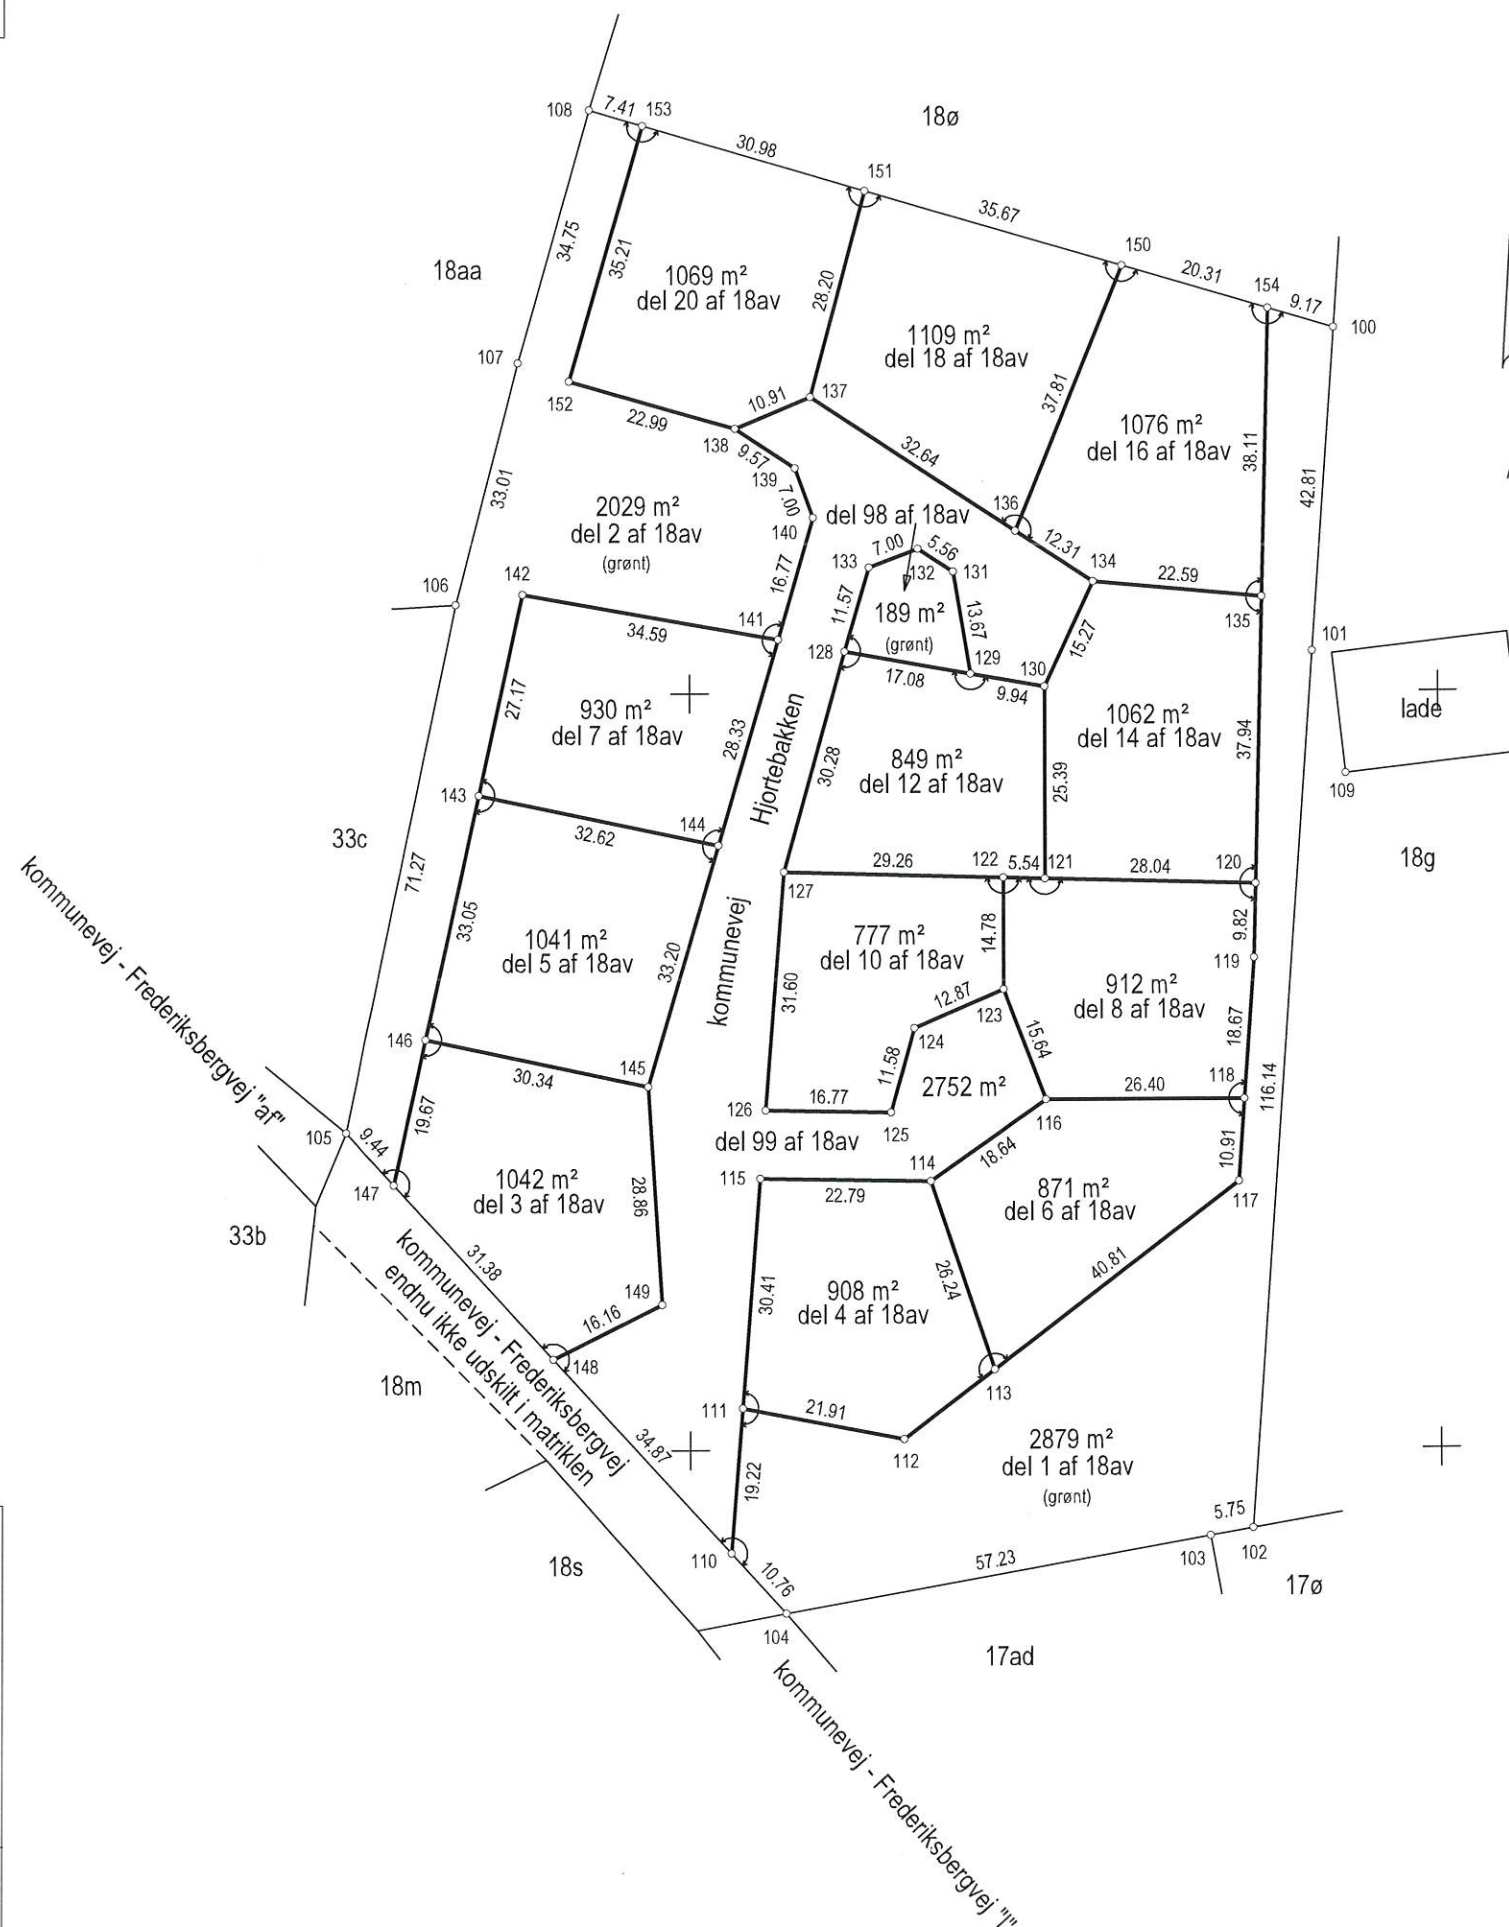 108
7.41
153
18ø
30.98
151
35.67
150
20.31
154
9.17
100
34.75
35.21
18aa
1069 m²
del 20 af 18av
28.20
1109 m²
del 18 af 18av
37.81
1076 m²
del 16 af 18av
38.11
42.81
107
152
22.99
10.91
137
138
9.57
139
7.00
140
32.64
136
12.31
134
22.59
135
33.01
2029 m²
del 2 af 18av
(grønt)
del 98 af 18av
133
7.00
132
5.56
131
189 m²
(grønt)
11.57
13.67
16.77
106
142
34.59
141
128
17.08
129
9.94
130
15.27
101
lade
109
27.17
930 m²
del 7 af 18av
28.33
Hjortebakken
30.28
849 m²
del 12 af 18av
25.39
1062 m²
del 14 af 18av
37.94
143
32.62
144
33c
71.27
18g
29.26
122
5.54
121
28.04
120
127
9.82
119
33.05
1041 m²
del 5 af 18av
33.20
kommunevej
31.60
777 m²
del 10 af 18av
14.78
912 m²
del 8 af 18av
18.67
12.87
123
124
15.64
11.58
2752 m²
kommunevej - Frederiksbergvej "af"
146
30.34
145
126
16.77
125
116
26.40
118
116.14
del 99 af 18av
105
9.44
147
19.67
1042 m²
del 3 af 18av
28.86
115
22.79
114
18.64
871 m²
del 6 af 18av
10.91
117
33b
31.38
kommunevej - Frederiksbergvej
endnu ikke udskilt i matriklen
149
16.16
148
30.41
908 m²
del 4 af 18av
26.24
40.81
113
18m
111
21.91
112
34.87
19.22
2879 m²
del 1 af 18av
(grønt)
110
10.76
18s
57.23
5.75
103
102
17ø
104
17ad
kommunevej - Frederiksbergvej "l"